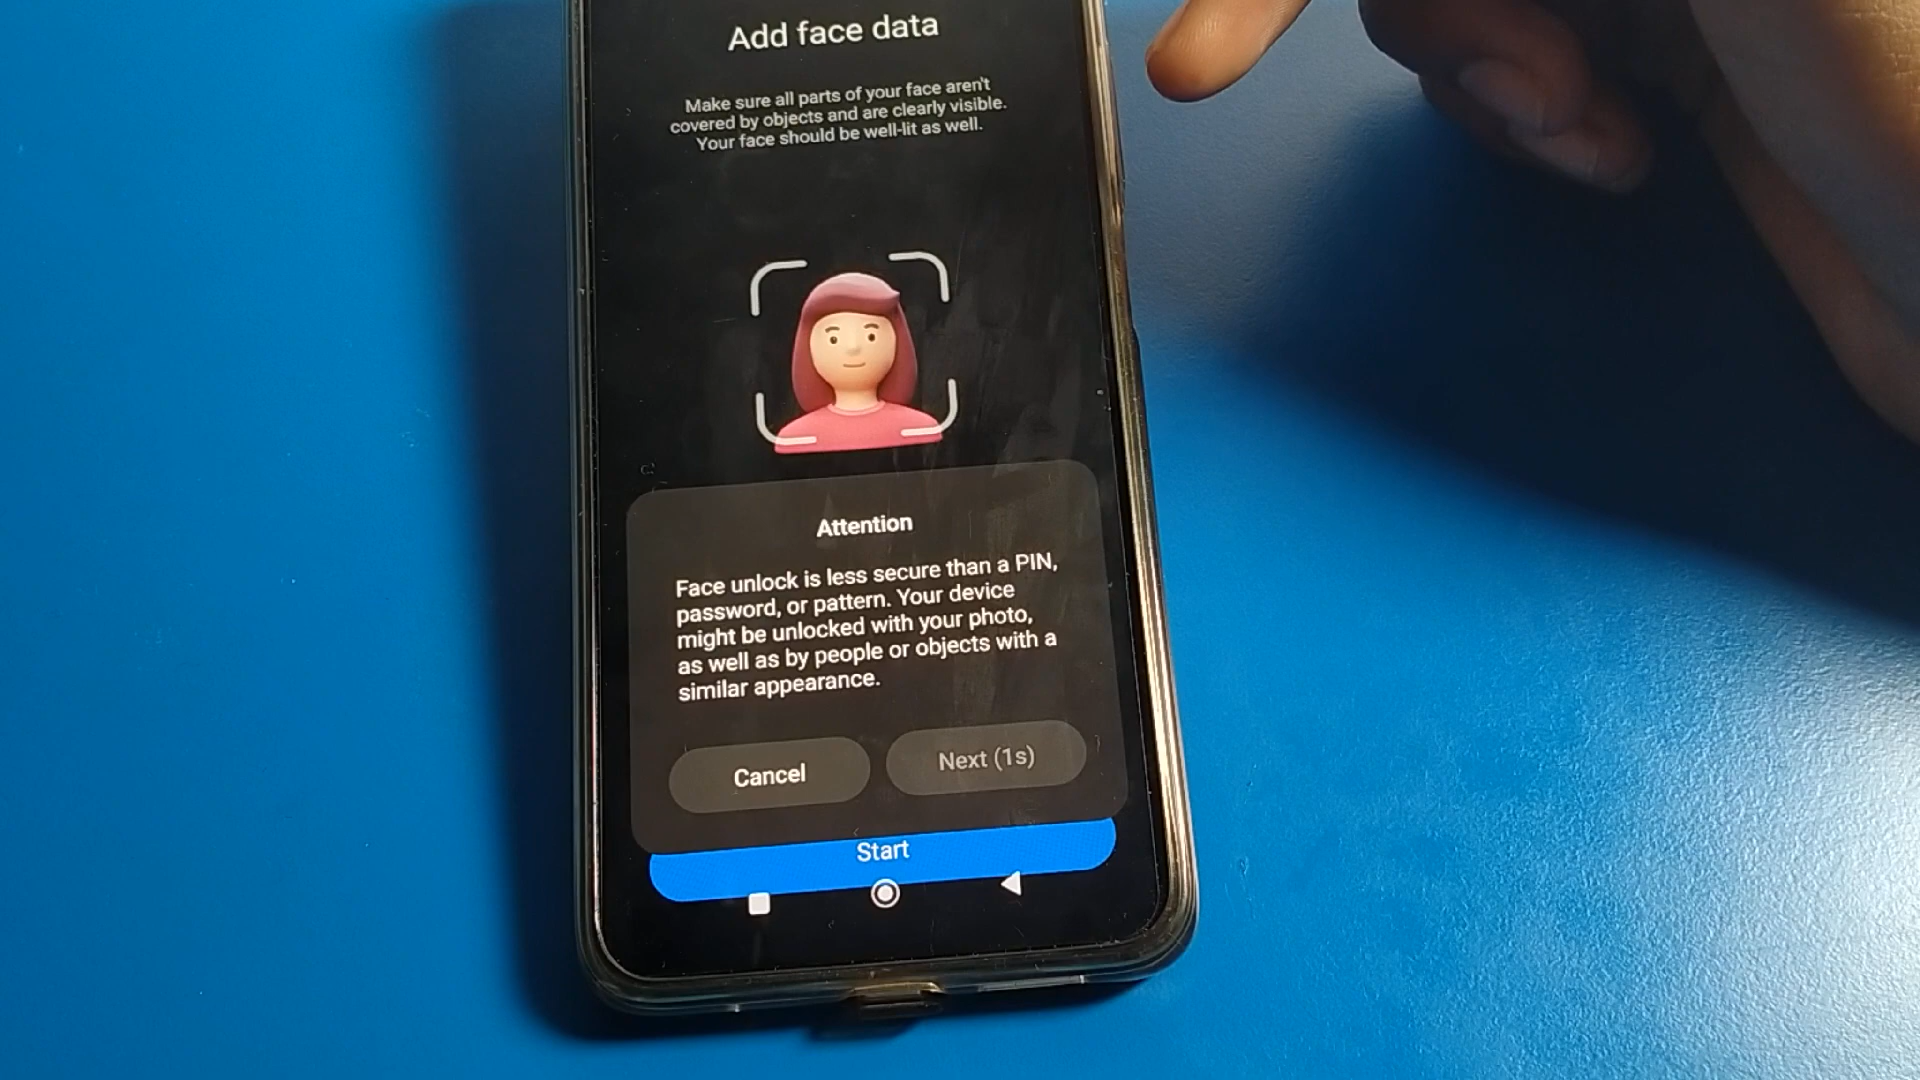 Add face data
Make sure all parts of your face aren't
covered by objects and are clearly visible.
Your face should be well-lit as well.
Attention
Face unlock is less secure than a PIN,
password, or pattern. Your device
might be unlocked with your photo,
as well as by people or objects with a
similar appearance.
Cancel
Next (1s)
Start